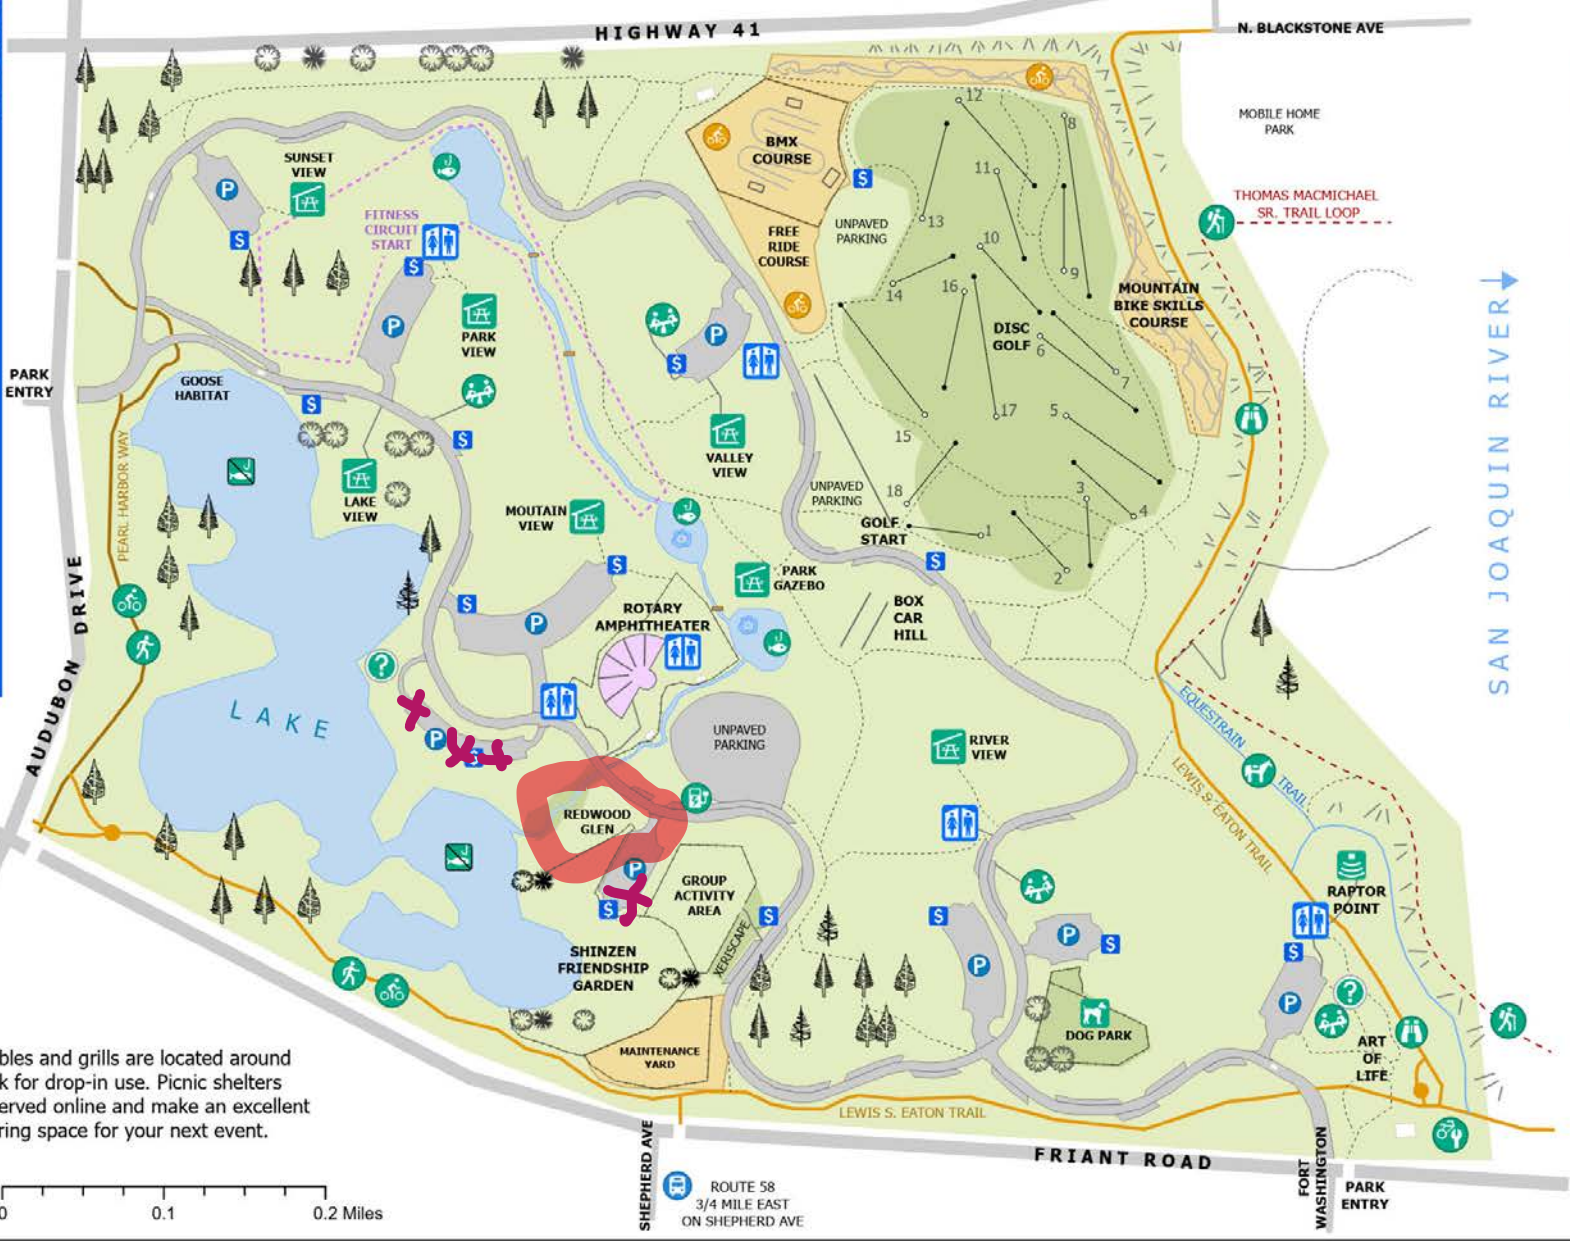 HIGHWAY 41
N. BLACKSTONE AVE
MOBILE HOME
PARK
THOMAS MACMICHAEL
SR. TRAIL LOOP
SUNSET
VIEW
P
$
FITNESS
CIRCUIT
START
$
P
PARK
VIEW
BMX
COURSE
$
FREE
RIDE
COURSE
UNPAVED
PARKING
12
8
11
13
10
9
14
16
DISC
GOLF
6
7
17
5
15
18
3
4
1
2
MOUNTAIN
BIKE SKILLS
COURSE
SAN JOAQUIN RIVER
PARK
ENTRY
GOOSE
HABITAT
$
$
P
$
VALLEY
VIEW
PEARL HARBOR WAY
LAKE
VIEW
MOUTAIN
VIEW
UNPAVED
PARKING
GOLF
START
$
$
$
P
PARK
GAZEBO
ROTARY
AMPHITHEATER
BOX
CAR
HILL
AUDUBON DRIVE
?
LAKE
P
$
UNPAVED
PARKING
RIVER
VIEW
EQUESTRAIN TRAIL
LEWIS S. EATON TRAIL
REDWOOD
GLEN
P
$
GROUP
ACTIVITY
AREA
XERISCAPE
$
$
P
P
$
RAPTOR
POINT
$
P
?
SHINZEN
FRIENDSHIP
GARDEN
DOG PARK
ART
OF
LIFE
MAINTENANCE
YARD
LEWIS S. EATON TRAIL
FRIANT ROAD
SHEPHERD AVE
FORT
WASHINGTON
PARK
ENTRY
ROUTE 58
3/4 MILE EAST
ON SHEPHERD AVE
bles and grills are located around
k for drop-in use. Picnic shelters
erved online and make an excellent
ring space for your next event.
0 0.1 0.2 Miles